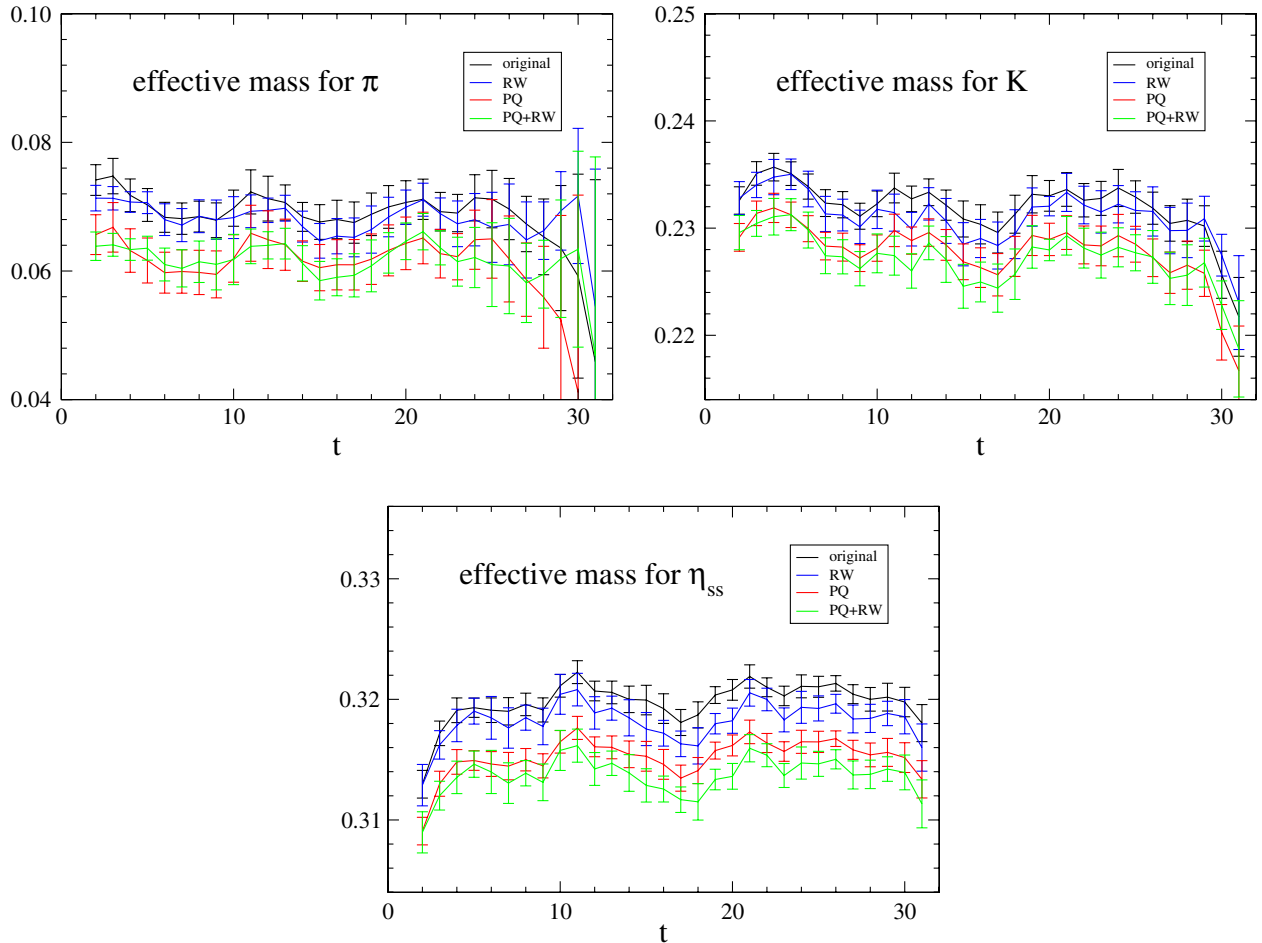 0.10
0.08
0.06
0.04
effective mass for π
original
RW
PQ
PQ+RW
0 10 20 30
t
0.25
0.24
0.23
0.22
effective mass for K
original
RW
PQ
PQ+RW
0 10 20 30
t
0.33
0.32
0.31
effective mass for ηss
original
RW
PQ
PQ+RW
0 10 20 30
t